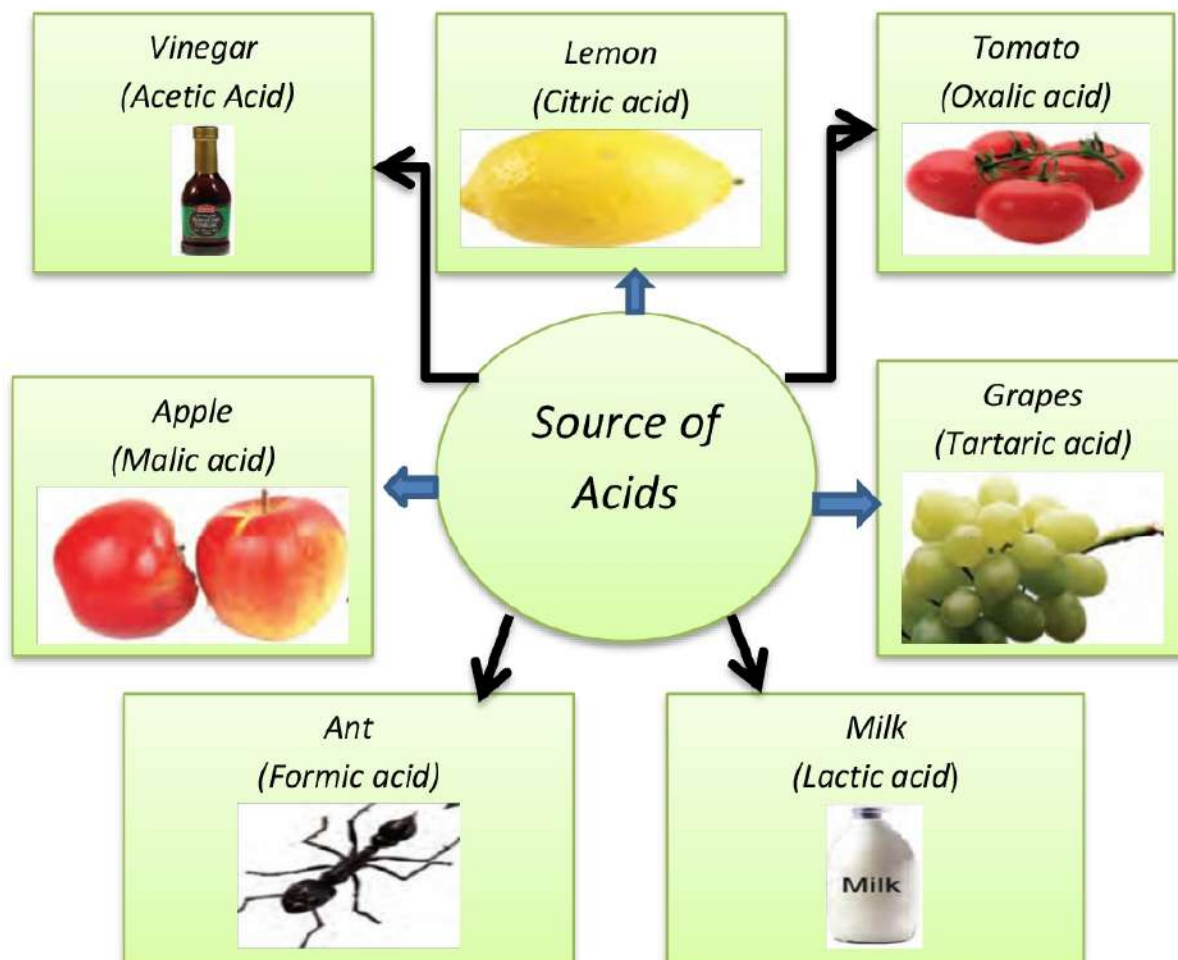 Vinegar
(Acetic Acid)
Lemon
(Citric acid)
Tomato
(Oxalic acid)
Apple
(Malic acid)
Source of
Acids
Grapes
(Tartaric acid)
Ant
(Formic acid)
Milk
(Lactic acid)
Milk